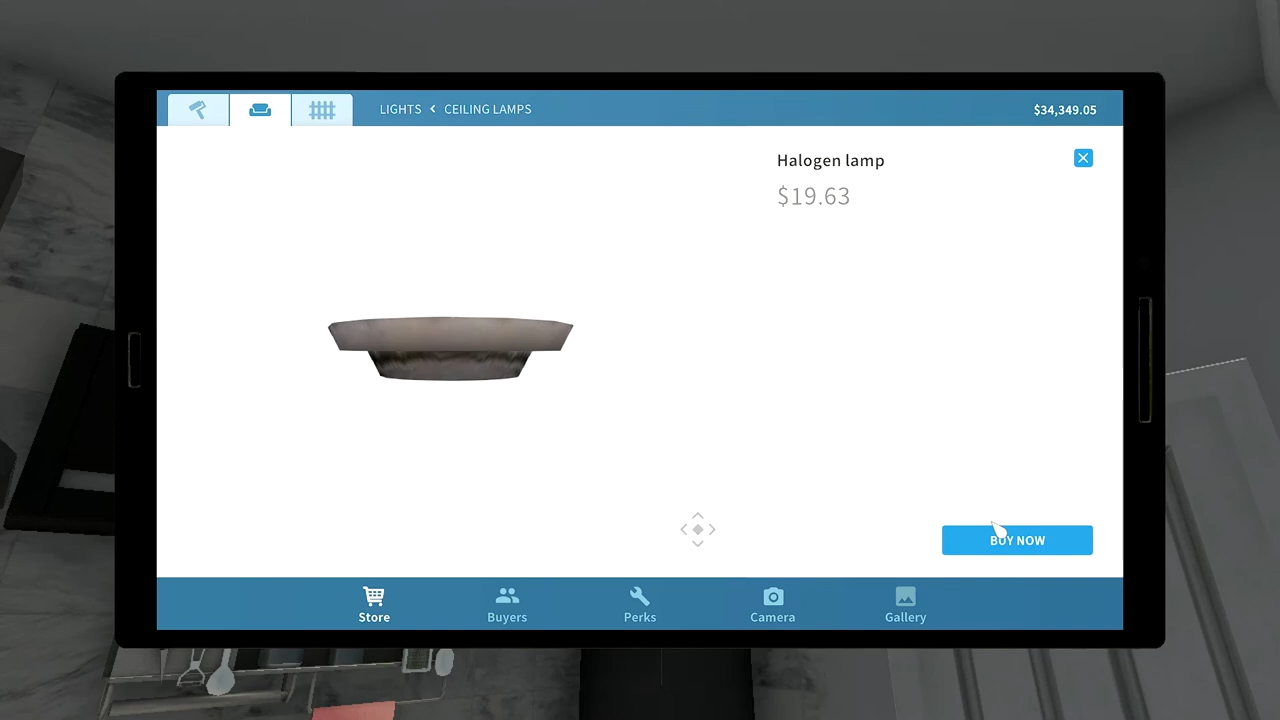 LIGHTS < CEILING LAMPS
$34,349.05
Halogen lamp
$19.63
BUY NOW
Store
Buyers
Perks
Camera
Gallery